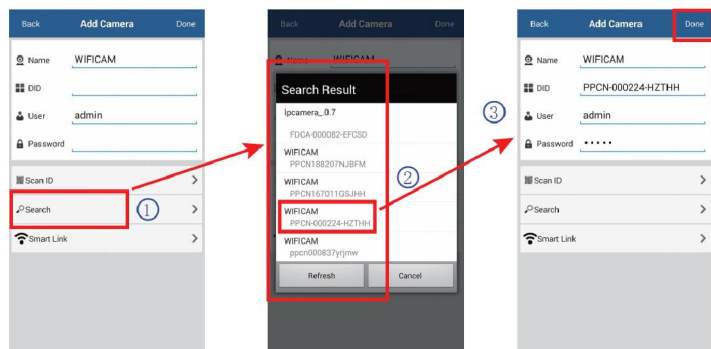 Back Add Camera Done
Name WIFICAM
DID
User admin
Password
Scan ID
Search
Smart Link
①
Back Add Camera Done
Name WIFICAM
Search Result
Ipcamera_.0.7
FDCA-000082-EFCSD
WIFICAM
PPCN188207NJBFM
WIFICAM
PPCN167011GSJHH
WIFICAM
PPCN-000224-HZTHH
WIFICAM
ppcn000837yrjmw
Refresh Cancel
②
③
Back Add Camera Done
Name WIFICAM
DID PPCN-000224-HZTHH
User admin
Password •••••
Scan ID
Search
Smart Link